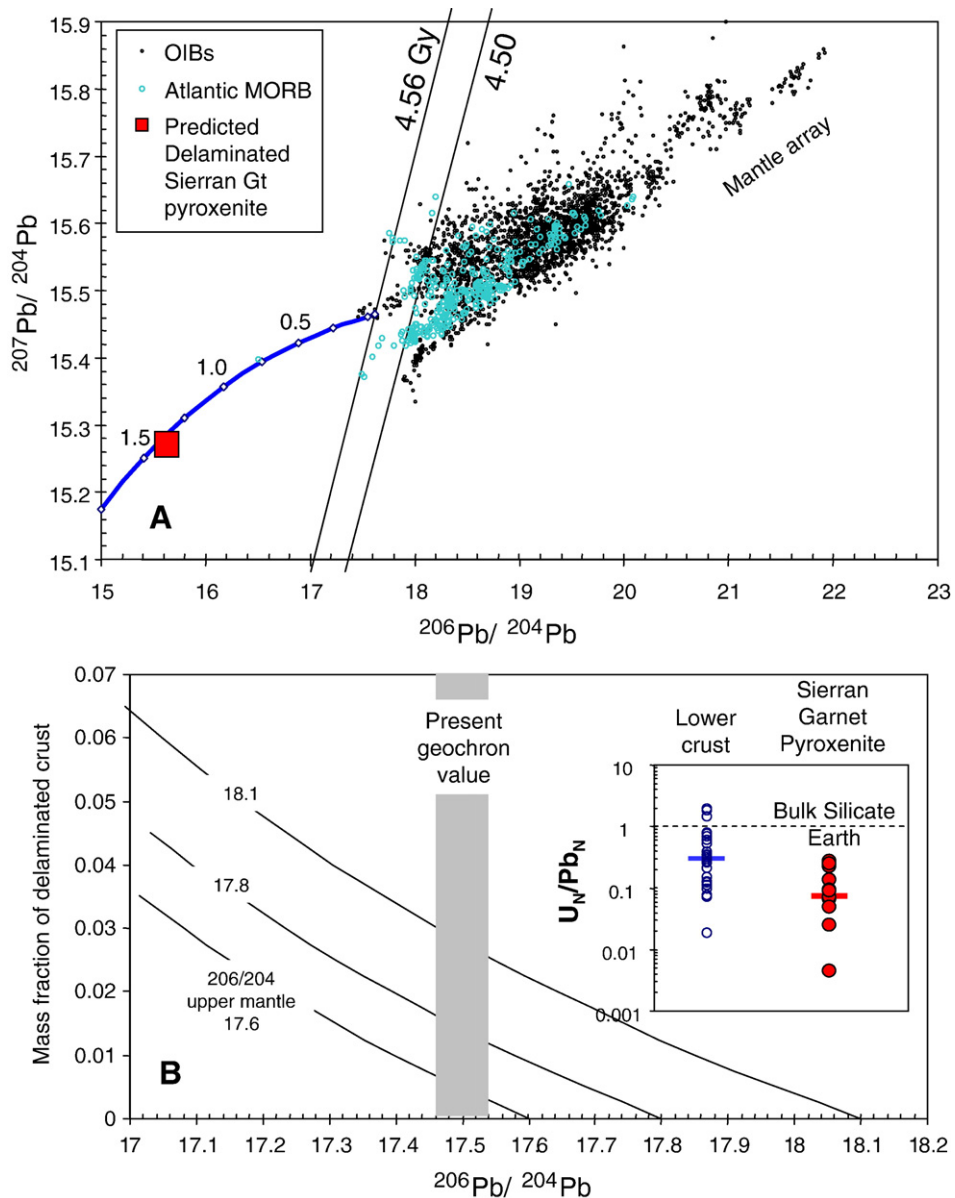 15.9
15.8
15.7
15.6
15.5
15.4
15.3
15.2
15.1
207Pb/ 204Pb
OIBs
Atlantic MORB
Predicted
Delaminated
Sierran Gt
pyroxenite
4.56 Gy
4.50
Mantle array
0.5
1.0
1.5
A
15 16 17 18 19 20 21 22 23
206Pb/ 204Pb
0.07
0.06
0.05
0.04
0.03
0.02
0.01
0
Mass fraction of delaminated crust
18.1
17.8
206/204
upper mantle
17.6
B
Present
geochron
value
Lower
crust
Sierran
Garnet
Pyroxenite
10
1
0.1
0.01
0.001
UN/PbN
Bulk Silicate
Earth
17 17.1 17.2 17.3 17.4 17.5 17.6 17.7 17.8 17.9 18 18.1 18.2
206Pb/ 204Pb